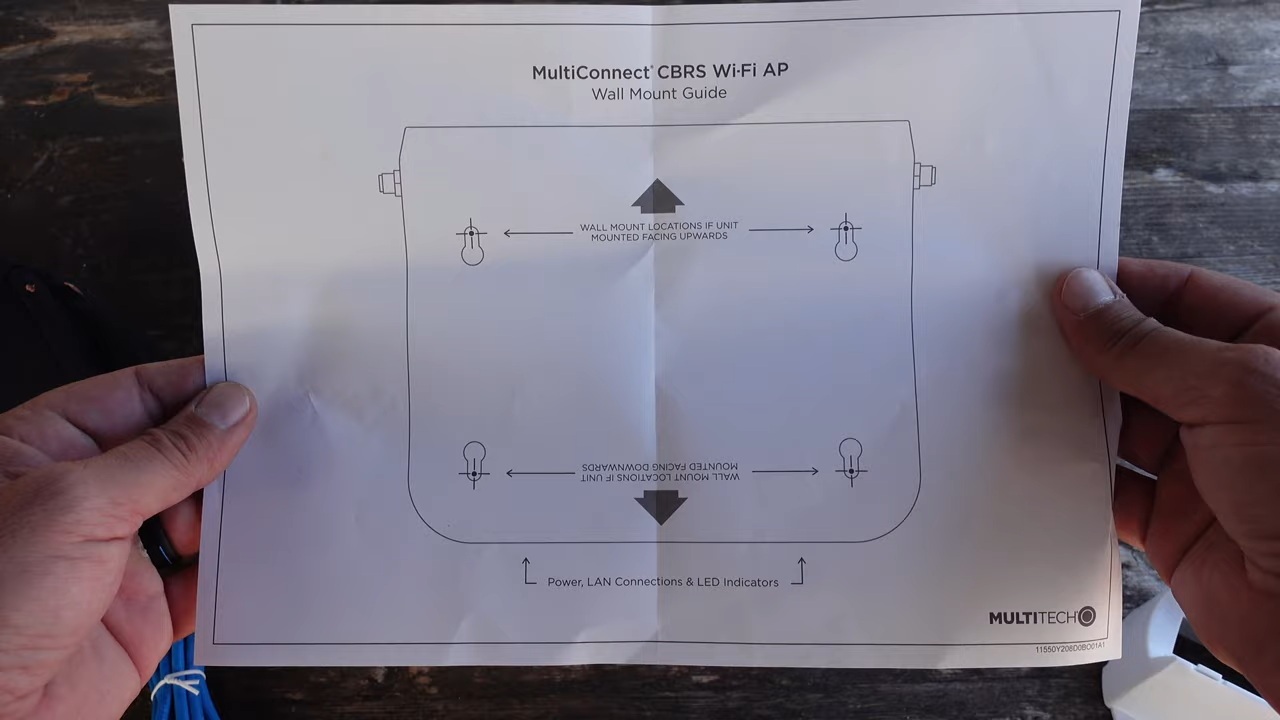 MultiConnect® CBRS Wi-Fi AP
Wall Mount Guide
WALL MOUNT LOCATIONS IF UNIT
MOUNTED FACING UPWARDS
WALL MOUNT LOCATIONS IF UNIT
MOUNTED FACING DOWNWARDS
Power, LAN Connections & LED Indicators
MULTITECH
11550Y208D0BO01A1